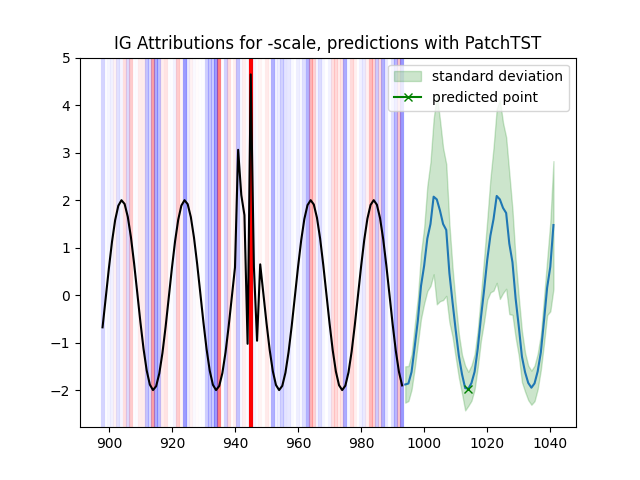 IG Attributions for -scale, predictions with PatchTST
5
4
3
2
1
0
−1
−2
standard deviation
predicted point
900 920 940 960 980 1000 1020 1040